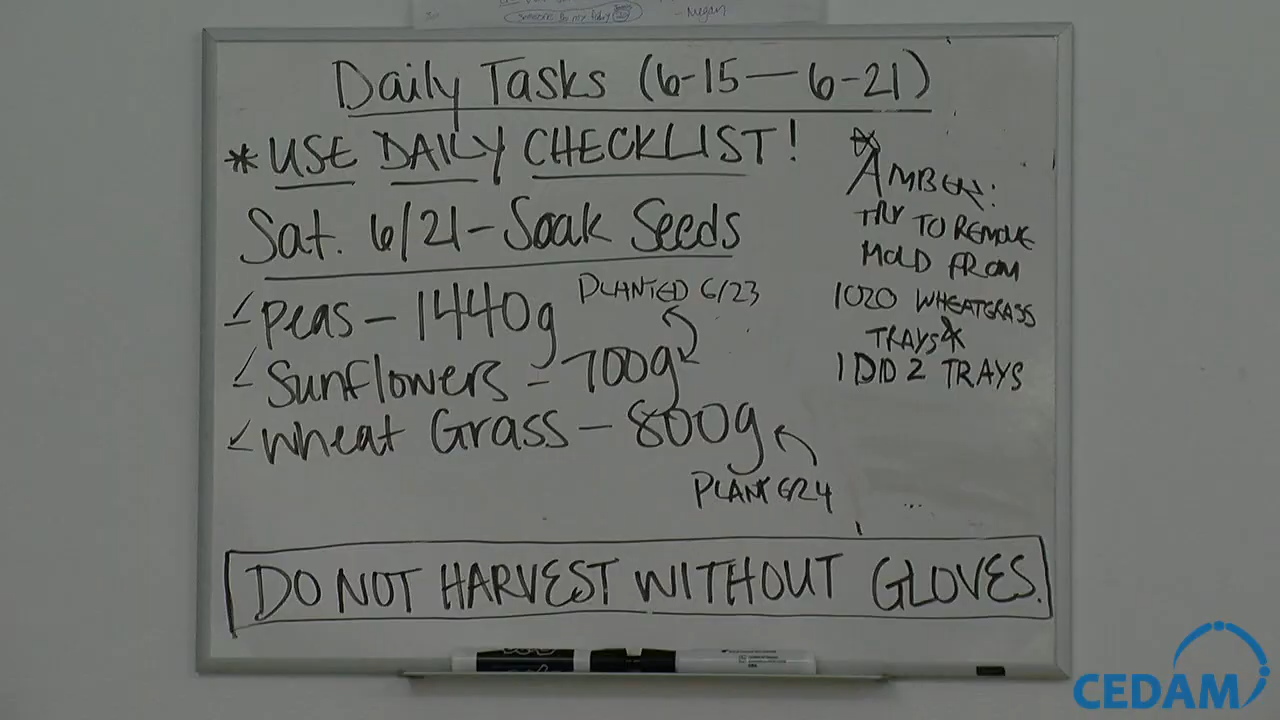 someone
- Megan
Daily Tasks (6-15 — 6-21)
* USE DAILY CHECKLIST!
Sat. 6/21 - Soak Seeds
Peas - 1440g
PLANTED 6/23
Sunflowers - 700g
Wheat Grass - 800g
PLANT 6/24
* AMBER:
TRY TO REMOVE
MOLD FROM
1020 WHEATGRASS
TRAYS *
I DID 2 TRAYS
DO NOT HARVEST WITHOUT GLOVES.
CEDAM